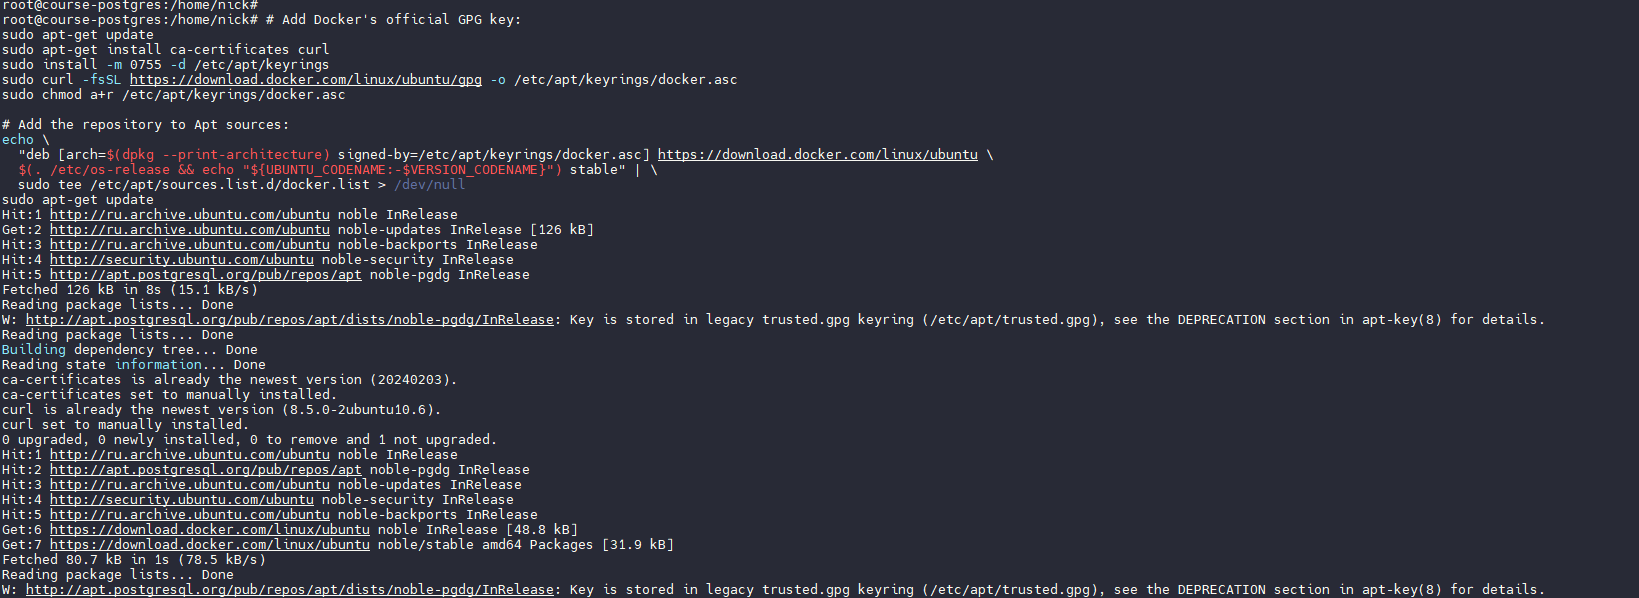 root@course-postgres:/home/nick#
root@course-postgres:/home/nick# # Add Docker's official GPG key:
sudo apt-get update
sudo apt-get install ca-certificates curl
sudo install -m 0755 -d /etc/apt/keyrings
sudo curl -fsSL https://download.docker.com/linux/ubuntu/gpg -o /etc/apt/keyrings/docker.asc
sudo chmod a+r /etc/apt/keyrings/docker.asc
# Add the repository to Apt sources:
echo \
  "deb [arch=$(dpkg --print-architecture) signed-by=/etc/apt/keyrings/docker.asc] https://download.docker.com/linux/ubuntu \
  $(. /etc/os-release && echo "${UBUNTU_CODENAME:-$VERSION_CODENAME}") stable" | \
  sudo tee /etc/apt/sources.list.d/docker.list > /dev/null
sudo apt-get update
Hit:1 http://ru.archive.ubuntu.com/ubuntu noble InRelease
Get:2 http://ru.archive.ubuntu.com/ubuntu noble-updates InRelease [126 kB]
Hit:3 http://ru.archive.ubuntu.com/ubuntu noble-backports InRelease
Hit:4 http://security.ubuntu.com/ubuntu noble-security InRelease
Hit:5 http://apt.postgresql.org/pub/repos/apt noble-pgdg InRelease
Fetched 126 kB in 8s (15.1 kB/s)
Reading package lists... Done
W: http://apt.postgresql.org/pub/repos/apt/dists/noble-pgdg/InRelease: Key is stored in legacy trusted.gpg keyring (/etc/apt/trusted.gpg), see the DEPRECATION section in apt-key(8) for details.
Reading package lists... Done
Building dependency tree... Done
Reading state information... Done
ca-certificates is already the newest version (20240203).
ca-certificates set to manually installed.
curl is already the newest version (8.5.0-2ubuntu10.6).
curl set to manually installed.
0 upgraded, 0 newly installed, 0 to remove and 1 not upgraded.
Hit:1 http://ru.archive.ubuntu.com/ubuntu noble InRelease
Hit:2 http://apt.postgresql.org/pub/repos/apt noble-pgdg InRelease
Hit:3 http://ru.archive.ubuntu.com/ubuntu noble-updates InRelease
Hit:4 http://security.ubuntu.com/ubuntu noble-security InRelease
Hit:5 http://ru.archive.ubuntu.com/ubuntu noble-backports InRelease
Get:6 https://download.docker.com/linux/ubuntu noble InRelease [48.8 kB]
Get:7 https://download.docker.com/linux/ubuntu noble/stable amd64 Packages [31.9 kB]
Fetched 80.7 kB in 1s (78.5 kB/s)
Reading package lists... Done
W: http://apt.postgresql.org/pub/repos/apt/dists/noble-pgdg/InRelease: Key is stored in legacy trusted.gpg keyring (/etc/apt/trusted.gpg), see the DEPRECATION section in apt-key(8) for details.